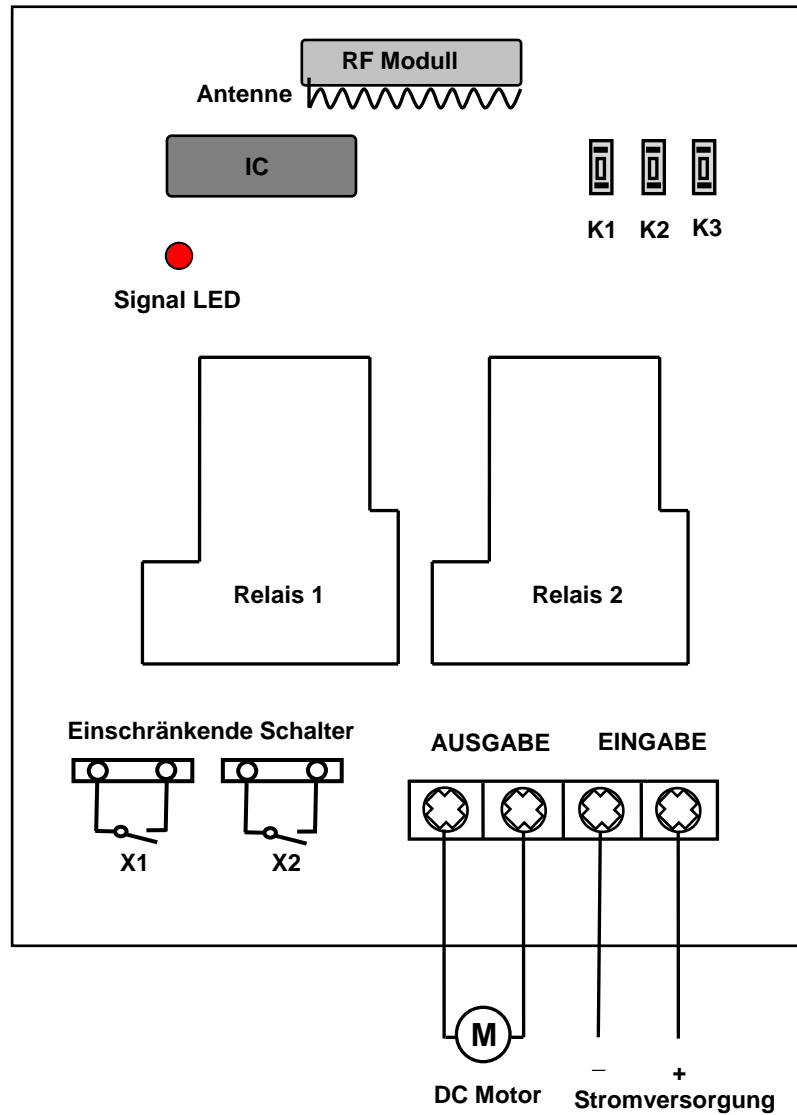 RF Modull
Antenne
IC
K1 K2 K3
Signal LED
Relais 1
Relais 2
Einschränkende Schalter
AUSGABE
EINGABE
X1
X2
M
– +
DC Motor
Stromversorgung